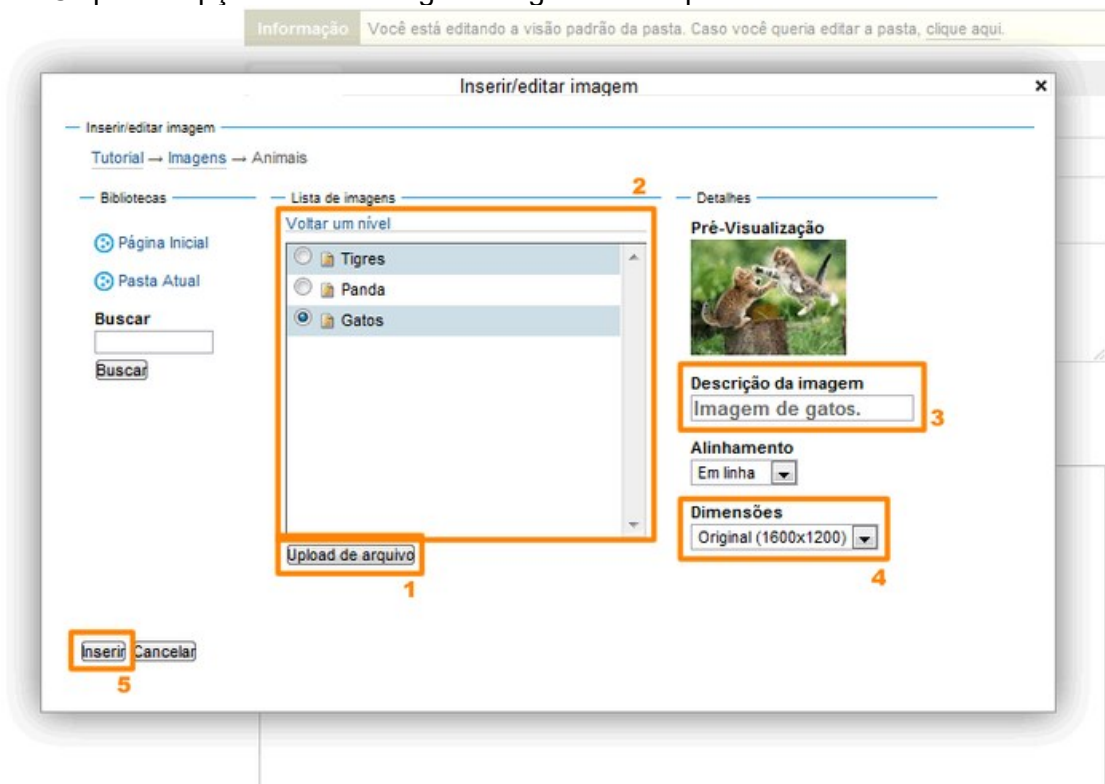 Informação Você está editando a visão padrão da pasta. Caso você queria editar a pasta, clique aqui.
Inserir/editar imagem ×
Inserir/editar imagem
Tutorial → Imagens → Animais
Bibliotecas
Página Inicial
Pasta Atual
Buscar
Buscar
Lista de imagens
2
Voltar um nível
Tigres
Panda
Gatos
Upload de arquivo
1
Detalhes
Pré-Visualização
Descrição da imagem
Imagem de gatos.
3
Alinhamento
Em linha
Dimensões
Original (1600x1200)
4
Inserir Cancelar
5